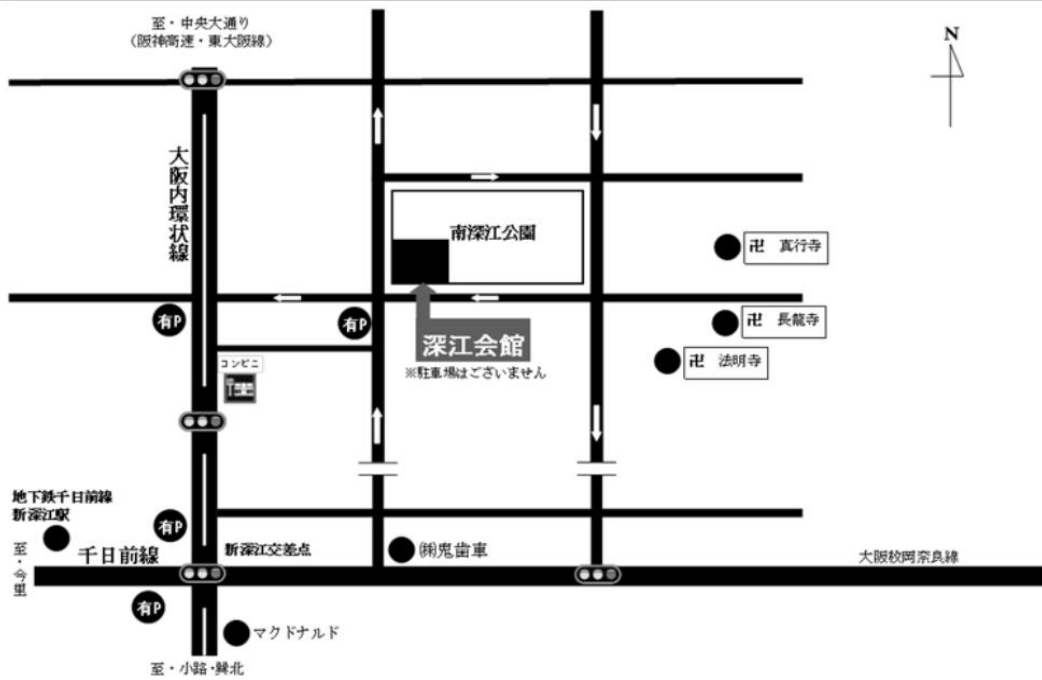 至・中央大通り
（阪神高速・東大阪線）
N
大阪内環状線
南深江公園
卍 真行寺
有P
有P
卍 長龍寺
深江会館
※駐車場はございません
卍 法明寺
コンビニ
地下鉄千日前線
新深江駅
有P
至・今里
千日前線
新深江交差点
㈱鬼歯車
大阪枚岡奈良線
有P
マクドナルド
至・小路・巽北